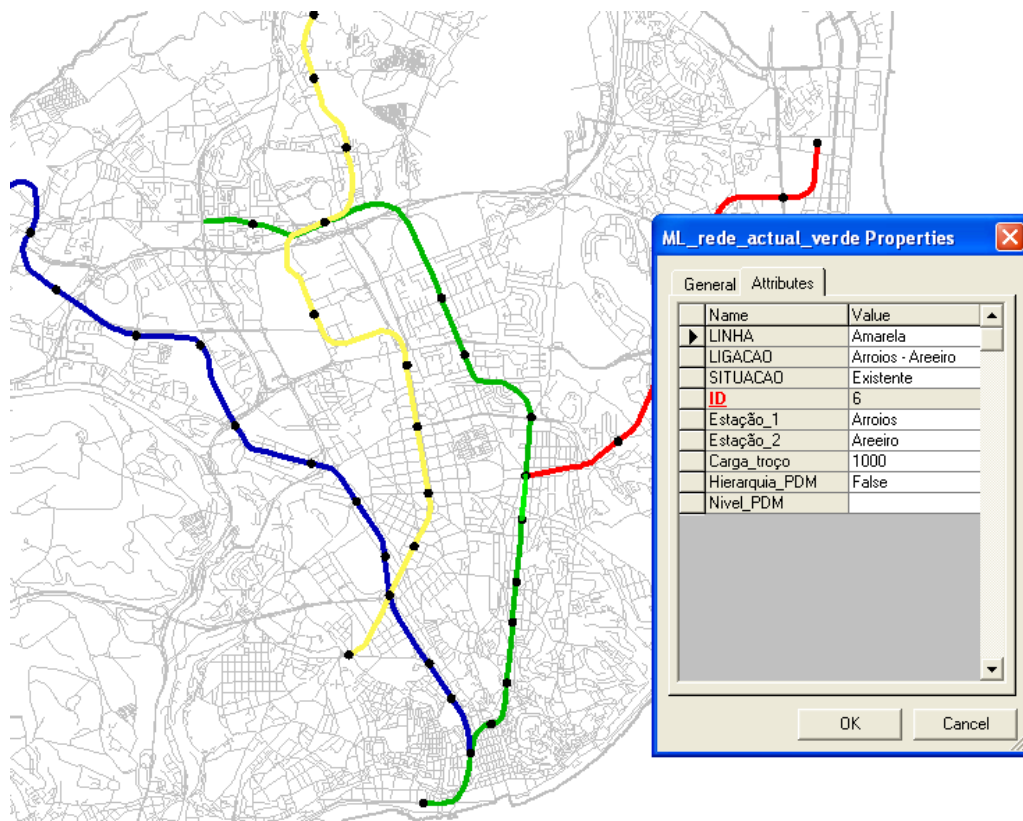 ML_rede_actual_verde Properties
General Attributes
Name Value
LINHA Amarela
LIGACAO Arroios - Areeiro
SITUACAO Existente
ID 6
Estação_1 Arroios
Estação_2 Areeiro
Carga_troço 1000
Hierarquia_PDM False
Nivel_PDM
OK Cancel